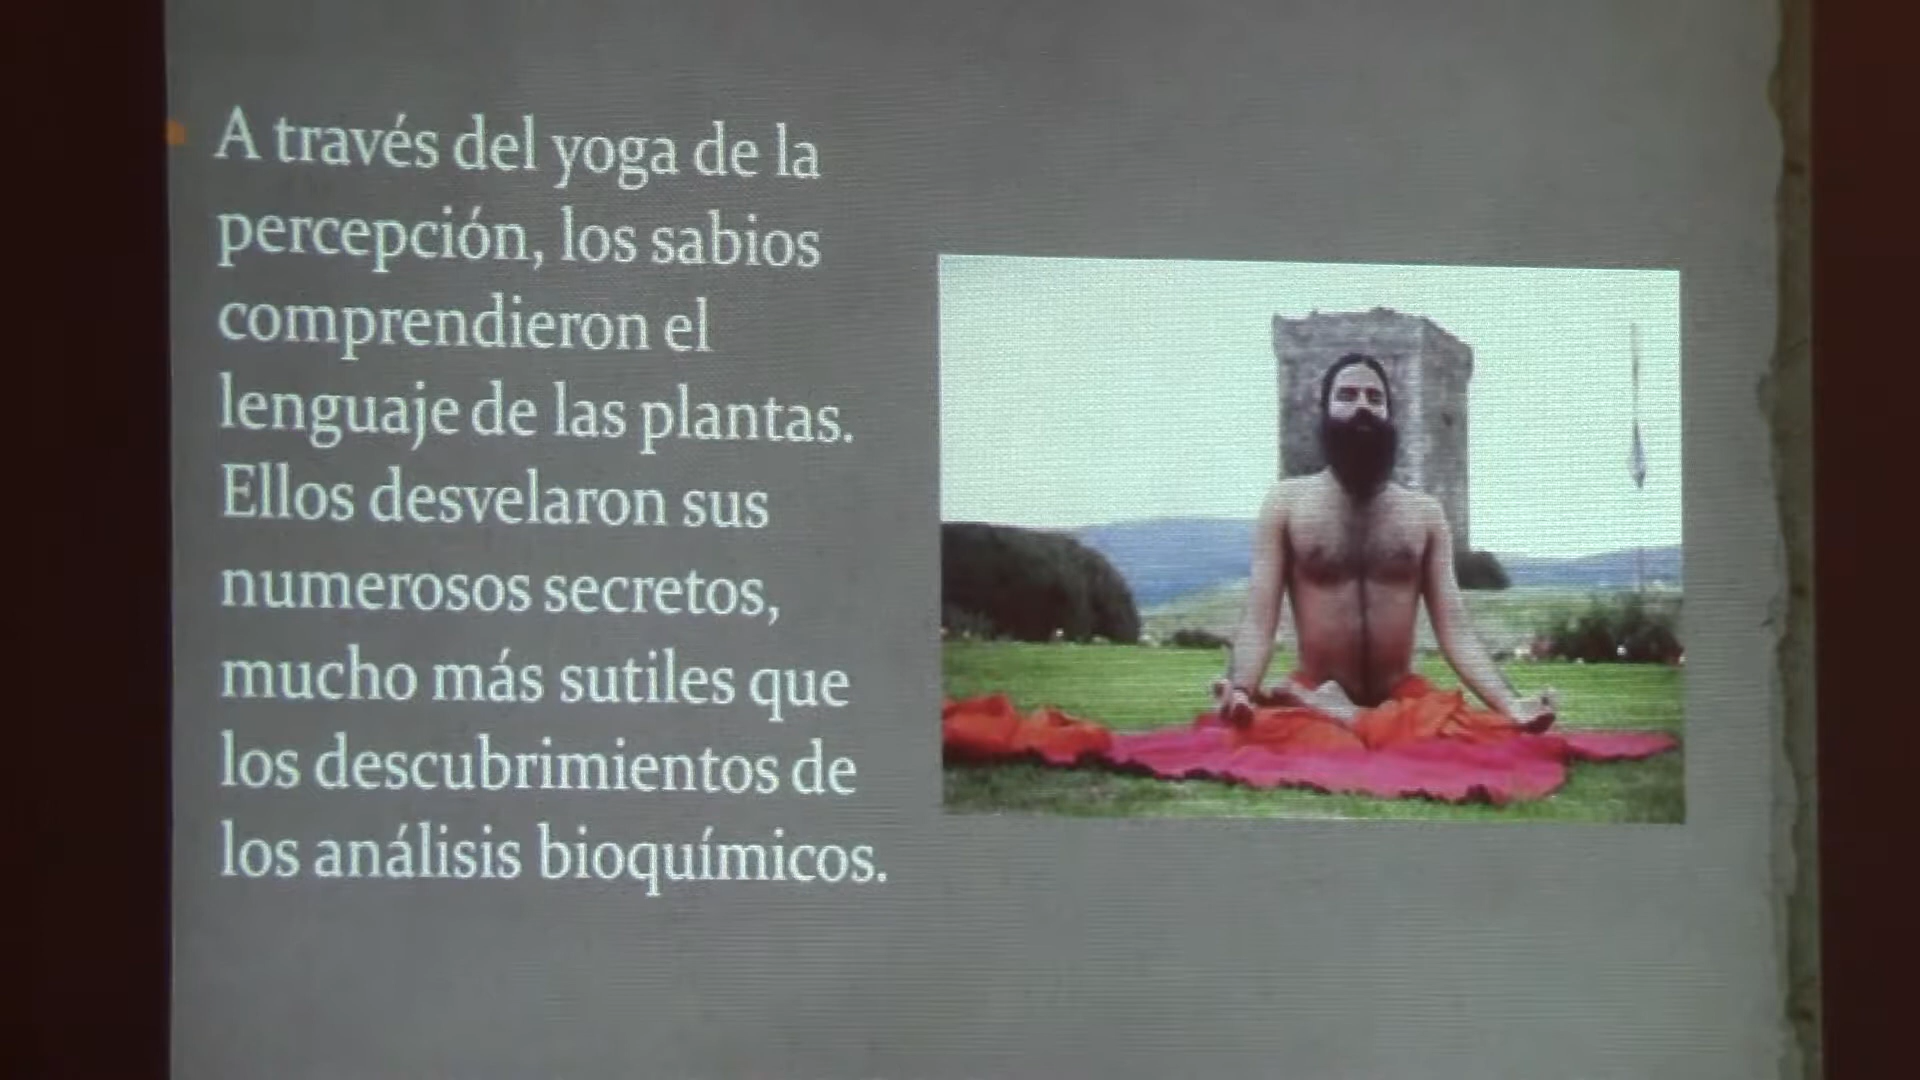 A través del yoga de la
percepción, los sabios
comprendieron el
lenguaje de las plantas.
Ellos desvelaron sus
numerosos secretos,
mucho más sutiles que
los descubrimientos de
los análisis bioquímicos.